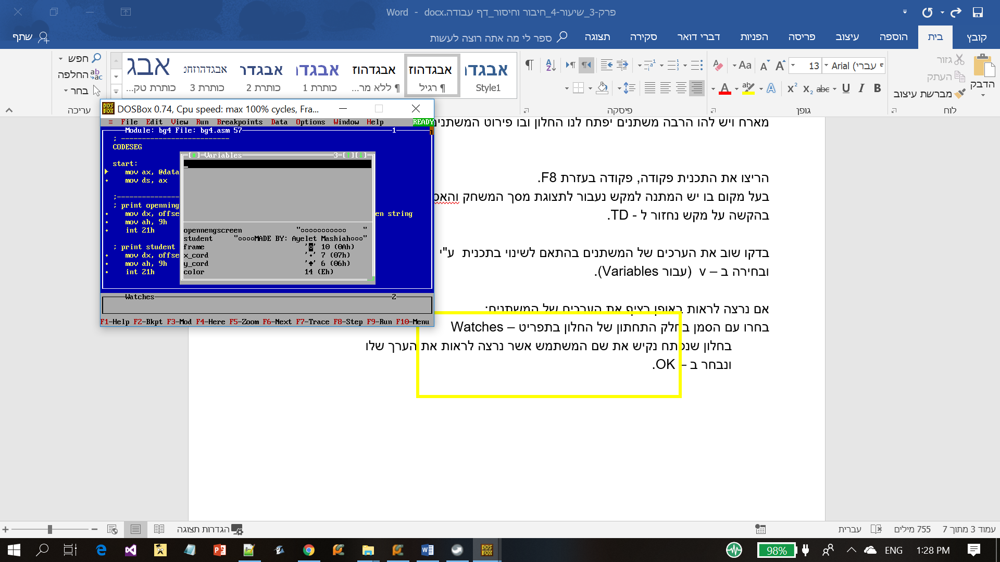 פרק-3_שיעור-4_חיבור וחיסור_דף עבודה.docx - Word
קובץ בית הוספה עיצוב פריסה הפניות דברי דואר סקירה תצוגה ספר לי מה אתה רוצה לעשות שתף
הדבק
גזור
העתק
מברשת עיצוב
לוח
Arial (עברי 13
גופן
פיסקה
אבגדהוז ¶ רגיל
אבגדהוז ¶ ללא מר...
אבגדה Style1
כותרת 1
כותרת 2
אבגדהוזחט כותרת 3
אבג כותרת טק...
חפש
החלפה
בחר
עריכה
מארח ויש להו הרבה משתנים יפתח לנו החלון ובו פירוט המשתנים
הריצו את התכנית פקודה, פקודה בעזרת F8.
בעל מקום בו יש המתנה למקש נעבור לתצוגת מסך המשחק
בהקשה על מקש נחזור ל - TD.
בדקו שוב את הערכים של המשתנים בהתאם לשינוי בתכנית ע"י
ובחירה ב – v (עבור Variables).
אם נרצה לראות באופן רציף את הערכים של המשתנים:
בחרו עם הסמן בחלק התחתון של החלון בתפריט – Watches
בחלון שנפתח נקיש את שם המשתמש אשר נרצה לראות את הערך שלו
ונבחר ב – OK.
DOSBox 0.74, Cpu speed: max 100% cycles, Fra...
≡ File Edit View Run Breakpoints Data Options Window Help READY
Module: bg4 File: bg4.asm 57 1
; --------------------------
CODESEG
start:
mov ax, @data
mov ds, ax
;---------------
; print openning
mov dx, offse
en string
mov ah, 9h
int 21h
; print student
mov dx, offse
mov ah, 9h
int 21h
Variables 3
opennengscreen "ooooooooooo "
student "ooooMADE BY: Ayelet Mashiahooo"
frame '◙' 10 (0Ah)
x_cord '•' 7 (07h)
y_cord '♠' 6 (06h)
color 14 (Eh)
Watches 2
F1-Help F2-Bkpt F3-Mod F4-Here F5-Zoom F6-Next F7-Trace F8-Step F9-Run F10-Menu
עמוד 3 מתוך 7 755 מילים עברית
הגדרות תצוגה
98% ENG 1:28 PM